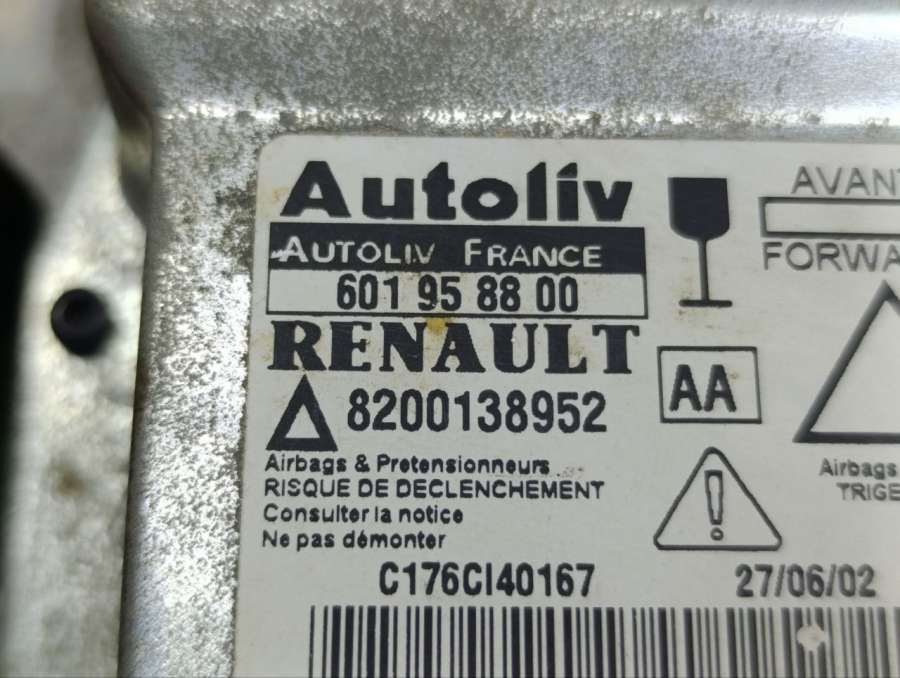 Autoliv
AUTOLIV FRANCE
601 95 88 00
RENAULT
8200138952
AA
Airbags & Pretensionneurs
RISQUE DE DECLENCHEMENT
Consulter la notice
Ne pas démonter
C176CI40167
27/06/02
AVANT
FORWA
!
Airbags
TRIGE